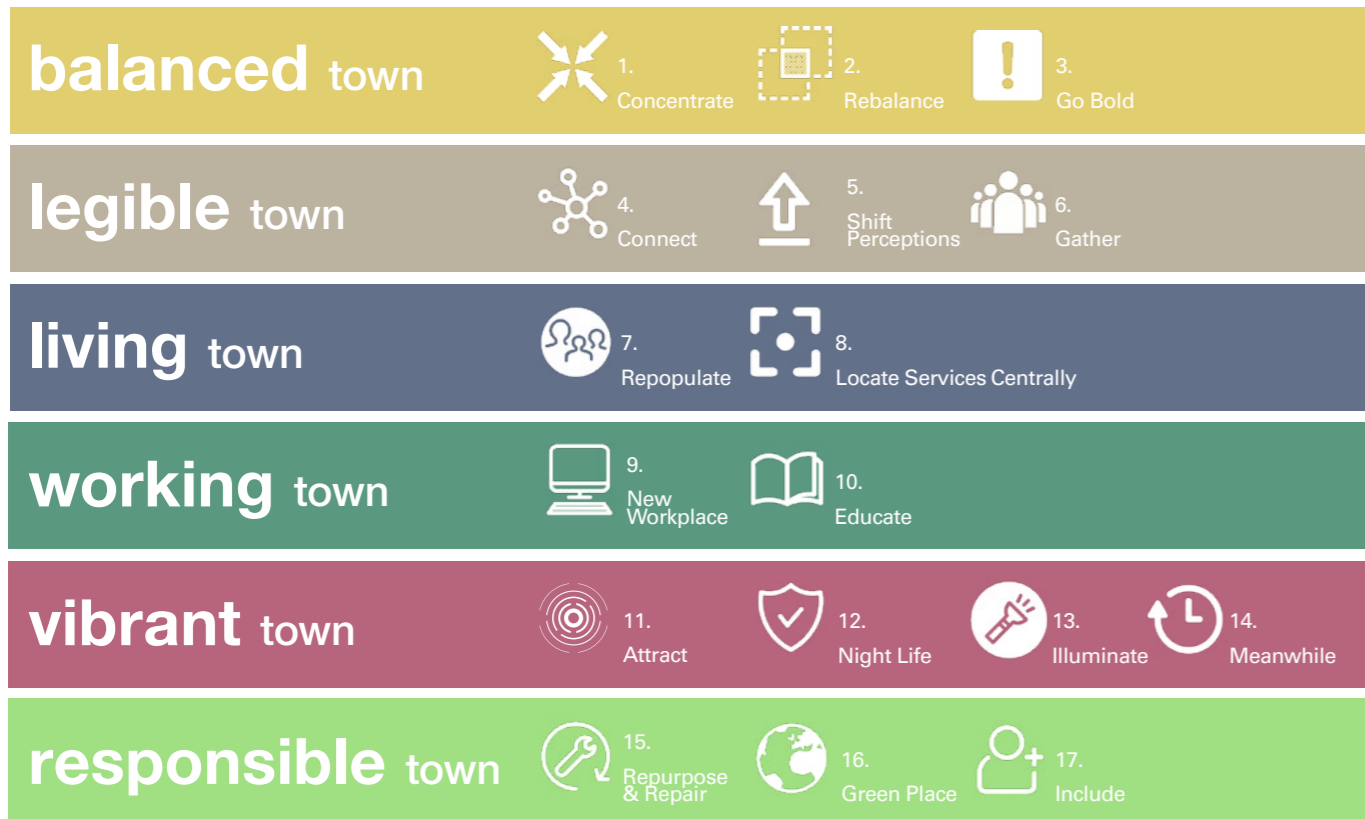 balanced town
1.
Concentrate
2.
Rebalance
3.
Go Bold
legible town
4.
Connect
5.
Shift
Perceptions
6.
Gather
living town
7.
Repopulate
8.
Locate Services Centrally
working town
9.
New
Workplace
10.
Educate
vibrant town
11.
Attract
12.
Night Life
13.
Illuminate
14.
Meanwhile
responsible town
15.
Repurpose
& Repair
16.
Green Place
17.
Include